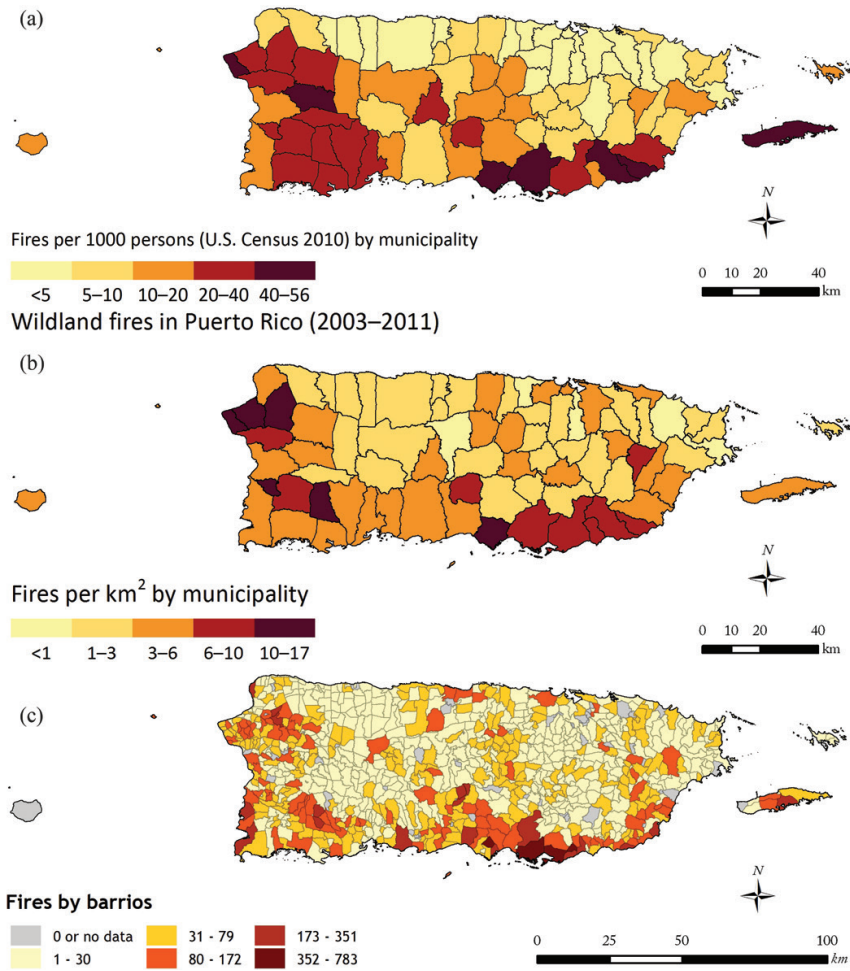 (a)
N
Fires per 1000 persons (U.S. Census 2010) by municipality
<5 5–10 10–20 20–40 40–56
0 10 20 40
km
Wildland fires in Puerto Rico (2003–2011)
(b)
N
Fires per km² by municipality
<1 1–3 3–6 6–10 10–17
0 10 20 40
km
(c)
N
Fires by barrios
0 or no data 31 - 79 173 - 351
1 - 30 80 - 172 352 - 783
0 25 50 100
km